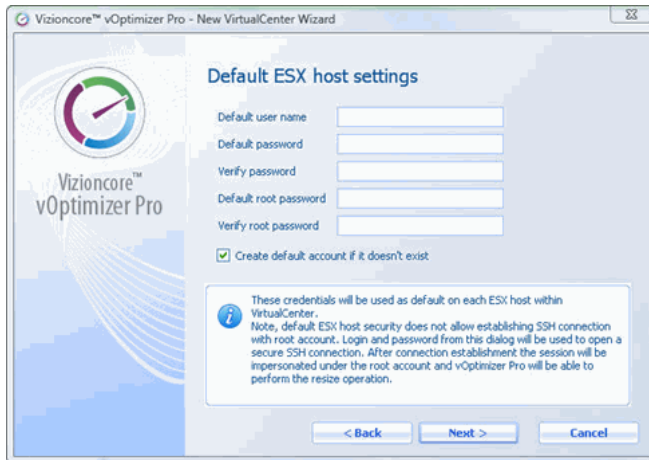 Vizioncore™ vOptimizer Pro - New VirtualCenter Wizard
Vizioncore™
vOptimizer Pro
Default ESX host settings
Default user name
Default password
Verify password
Default root password
Verify root password
Create default account if it doesn't exist
These credentials will be used as default on each ESX host within
VirtualCenter.
Note, default ESX host security does not allow establishing SSH connection
with root account. Login and password from this dialog will be used to open a
secure SSH connection. After connection establishment the session will be
impersonated under the root account and vOptimizer Pro will be able to
perform the resize operation.
< Back
Next >
Cancel